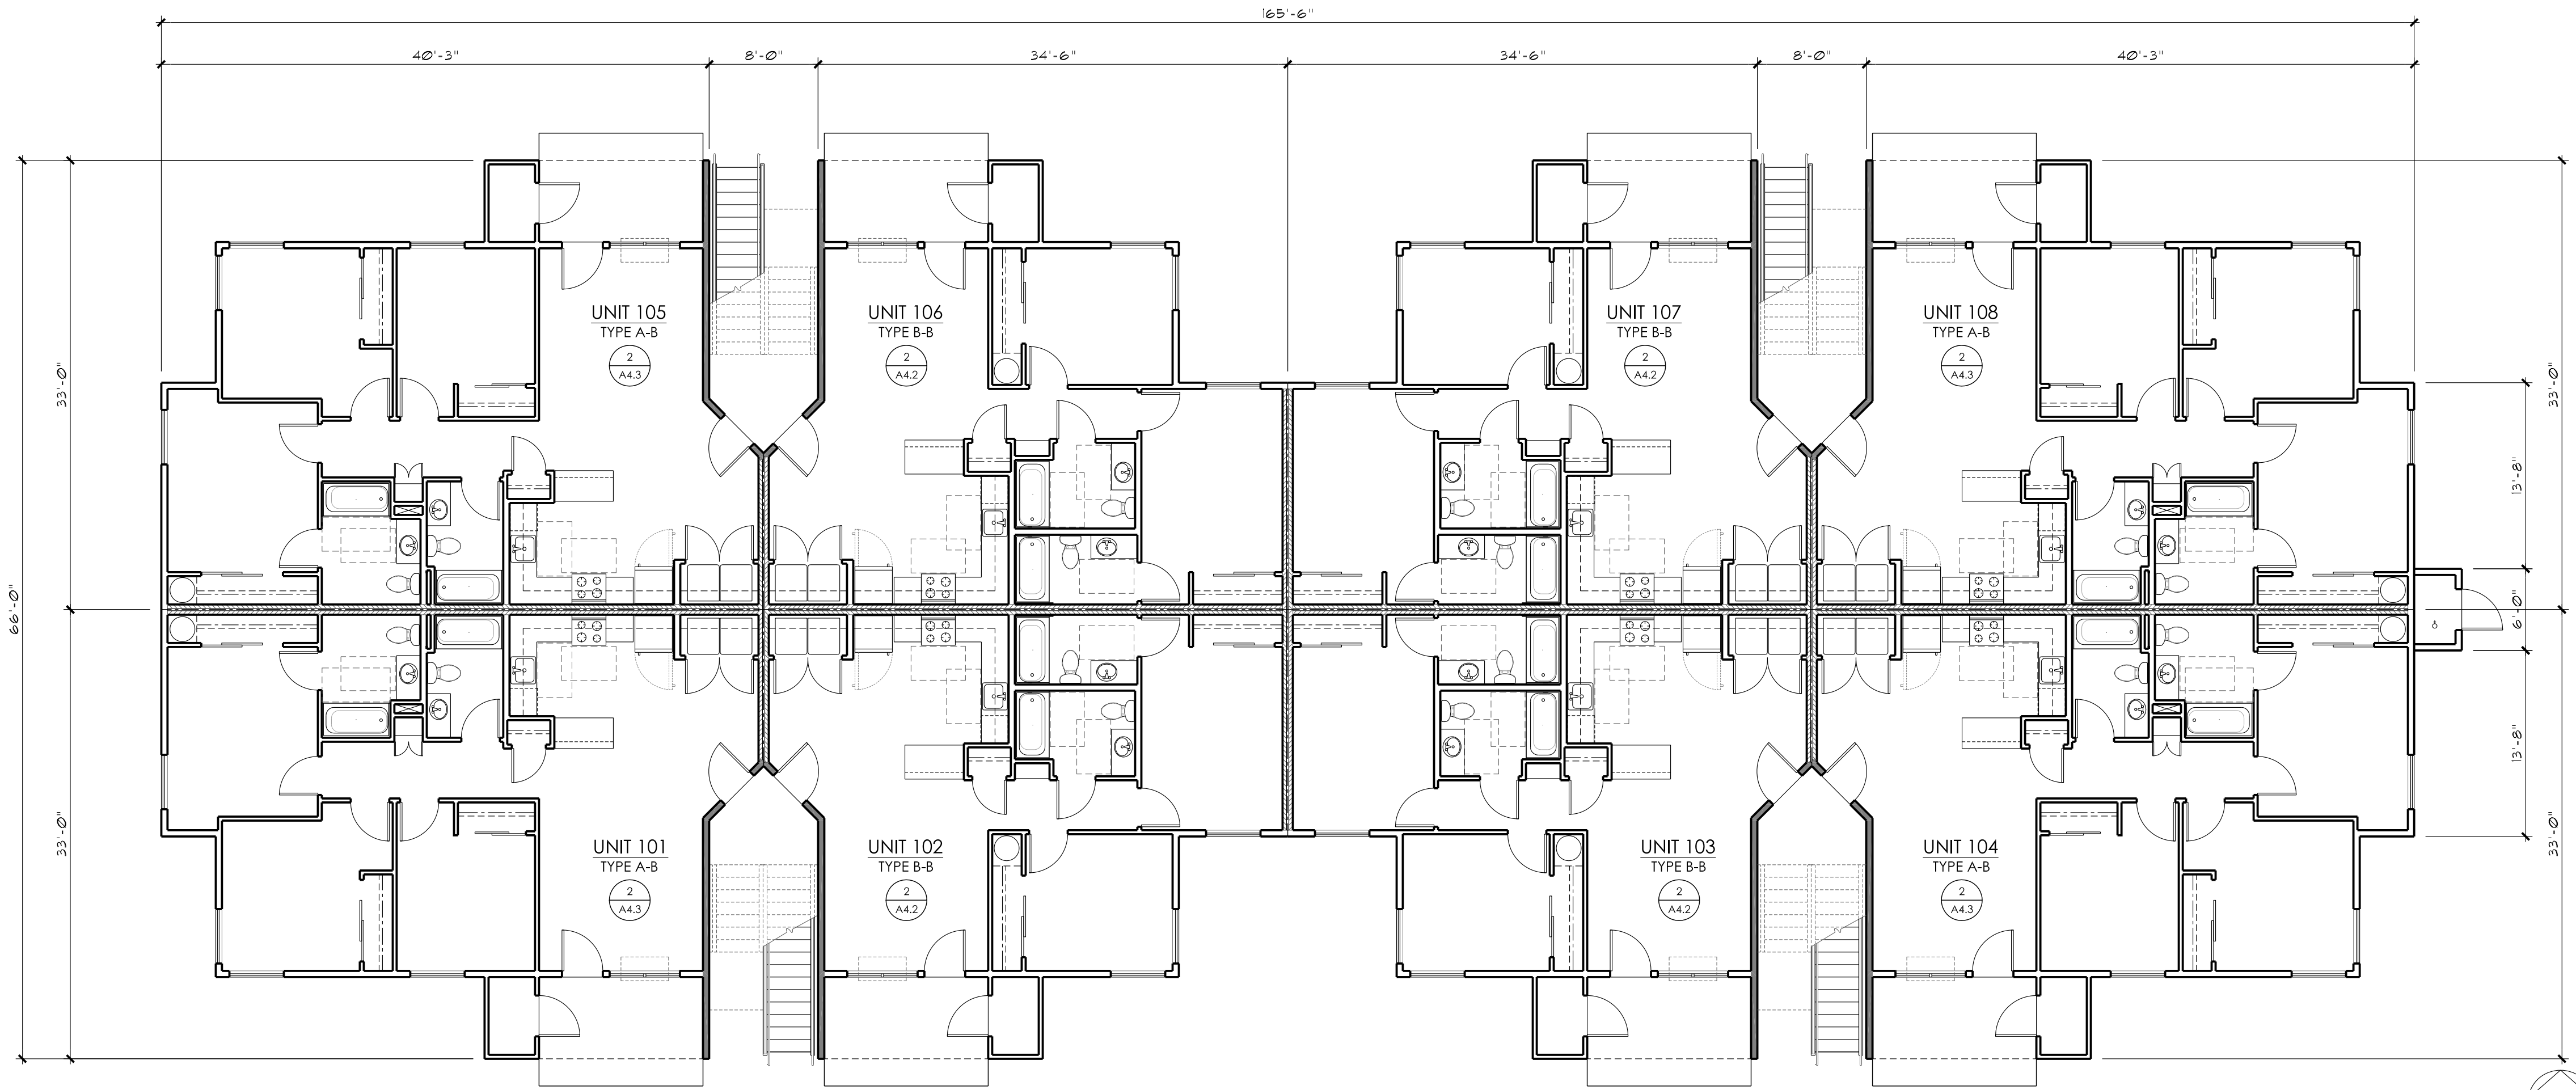 165'-6"
40'-3"
8'-0"
34'-6"
34'-6"
8'-0"
40'-3"
UNIT 105
TYPE A-B
2
A4.3
UNIT 106
TYPE B-B
2
A4.2
UNIT 107
TYPE B-B
2
A4.2
UNIT 108
TYPE A-B
2
A4.3
33'-0"
33'-0"
13'-8"
66'-0"
6'-0"
13'-8"
33'-0"
33'-0"
UNIT 101
TYPE A-B
2
A4.3
UNIT 102
TYPE B-B
2
A4.2
UNIT 103
TYPE B-B
2
A4.2
UNIT 104
TYPE A-B
2
A4.3